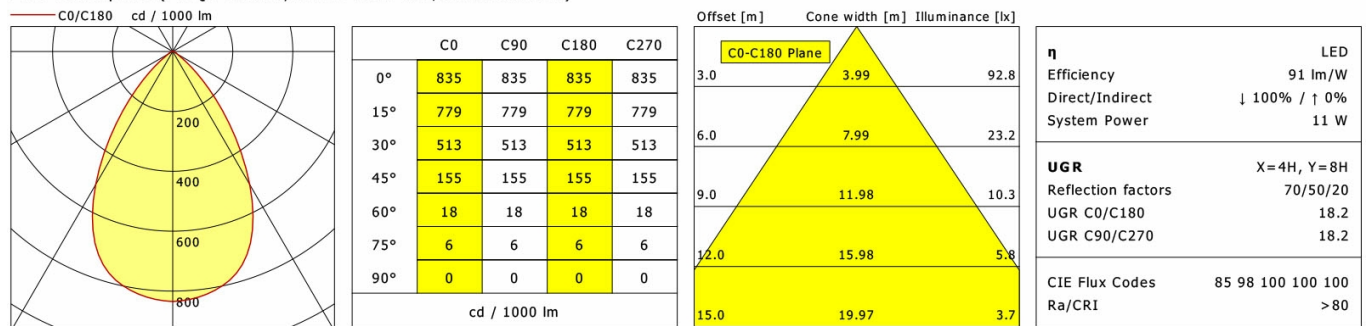 C0/C180 cd / 1000 lm
200
400
600
800
C0 C90 C180 C270
0° 835 835 835 835
15° 779 779 779 779
30° 513 513 513 513
45° 155 155 155 155
60° 18 18 18 18
75° 6 6 6 6
90° 0 0 0 0
cd / 1000 lm
Offset [m] Cone width [m] Illuminance [lx]
C0-C180 Plane
3.0 3.99 92.8
6.0 7.99 23.2
9.0 11.98 10.3
12.0 15.98 5.8
15.0 19.97 3.7
η LED
Efficiency 91 lm/W
Direct/Indirect ↓ 100% / ↑ 0%
System Power 11 W
UGR X=4H, Y=8H
Reflection factors 70/50/20
UGR C0/C180 18.2
UGR C90/C270 18.2
CIE Flux Codes 85 98 100 100 100
Ra/CRI >80